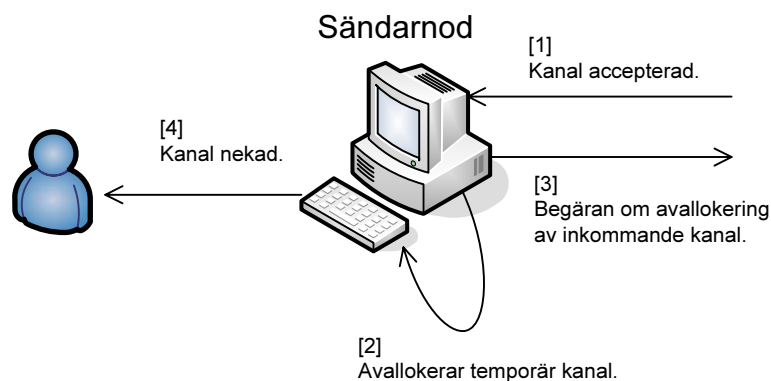 Sändarnod
[1]
Kanal accepterad.
[4]
Kanal nekad.
[3]
Begäran om avallokering
av inkommande kanal.
[2]
Avallokerar temporär kanal.